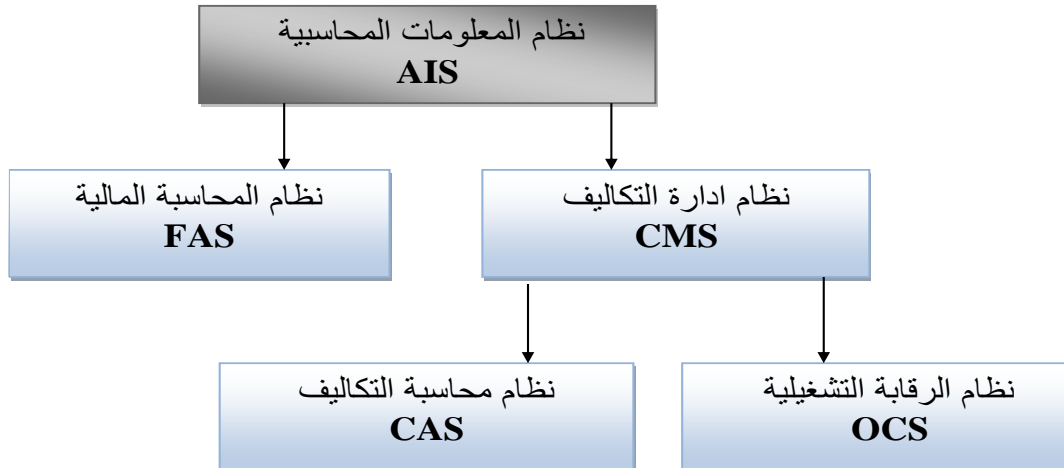 نظام المعلومات المحاسبية
AIS
نظام ادارة التكاليف
CMS
نظام المحاسبة المالية
FAS
نظام الرقابة التشغيلية
OCS
نظام محاسبة التكاليف
CAS